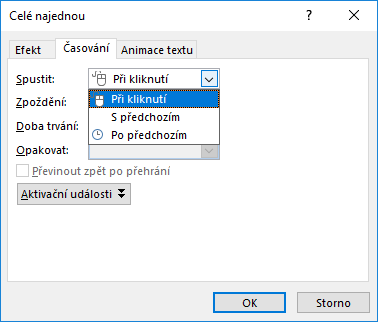 Celé najednou
Efekt Časování Animace textu
Spustit: Při kliknutí
Zpoždění: Při kliknutí
S předchozím
Doba trvání: Po předchozím
Opakovat:
Převinout zpět po přehrání
Aktivační události
OK Storno